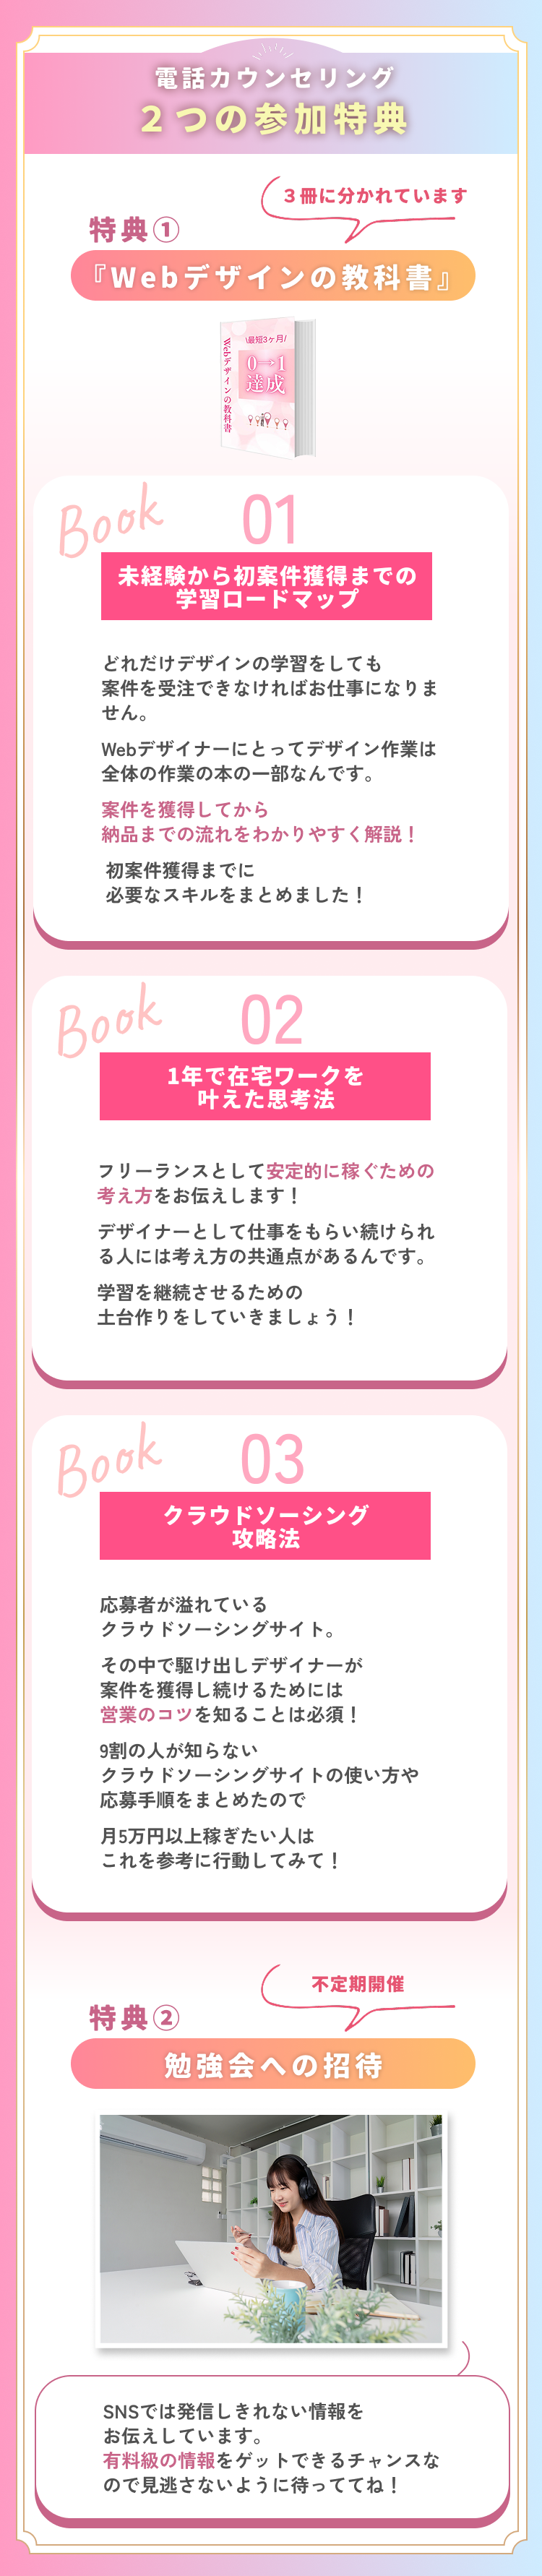 電話カウンセリング
２つの参加特典
３冊に分かれています
特典①
『Webデザインの教科書』
Webデザインの教科書
\最短3ヶ月/
0→1
達成
Book
01
未経験から初案件獲得までの
学習ロードマップ
どれだけデザインの学習をしても
案件を受注できなければお仕事になりま
せん。
Webデザイナーにとってデザイン作業は
全体の作業の本の一部なんです。
案件を獲得してから
納品までの流れをわかりやすく解説！
初案件獲得までに
必要なスキルをまとめました！
Book
02
1年で在宅ワークを
叶えた思考法
フリーランスとして安定的に稼ぐための
考え方をお伝えします！
デザイナーとして仕事をもらい続けられ
る人には考え方の共通点があるんです。
学習を継続させるための
土台作りをしていきましょう！
Book
03
クラウドソーシング
攻略法
応募者が溢れている
クラウドソーシングサイト。
その中で駆け出しデザイナーが
案件を獲得し続けるためには
営業のコツを知ることは必須！
9割の人が知らない
クラウドソーシングサイトの使い方や
応募手順をまとめたので
月5万円以上稼ぎたい人は
これを参考に行動してみて！
不定期開催
特典②
勉強会への招待
SNSでは発信しきれない情報を
お伝えしています。
有料級の情報をゲットできるチャンスな
ので見逃さないように待っててね！